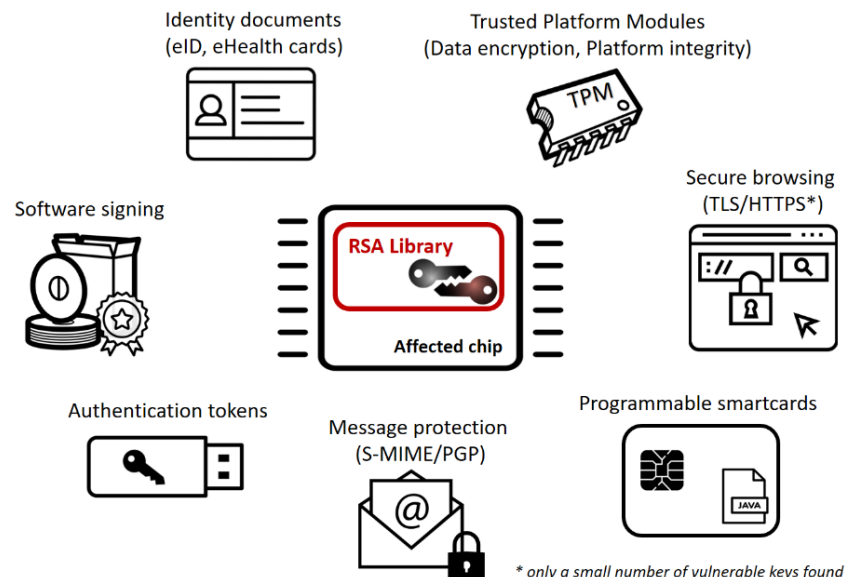 Identity documents
(eID, eHealth cards)
Trusted Platform Modules
(Data encryption, Platform integrity)
TPM
Secure browsing
(TLS/HTTPS*)
://
Software signing
RSA Library
Affected chip
Authentication tokens
Message protection
(S-MIME/PGP)
@
Programmable smartcards
JAVA
* only a small number of vulnerable keys found